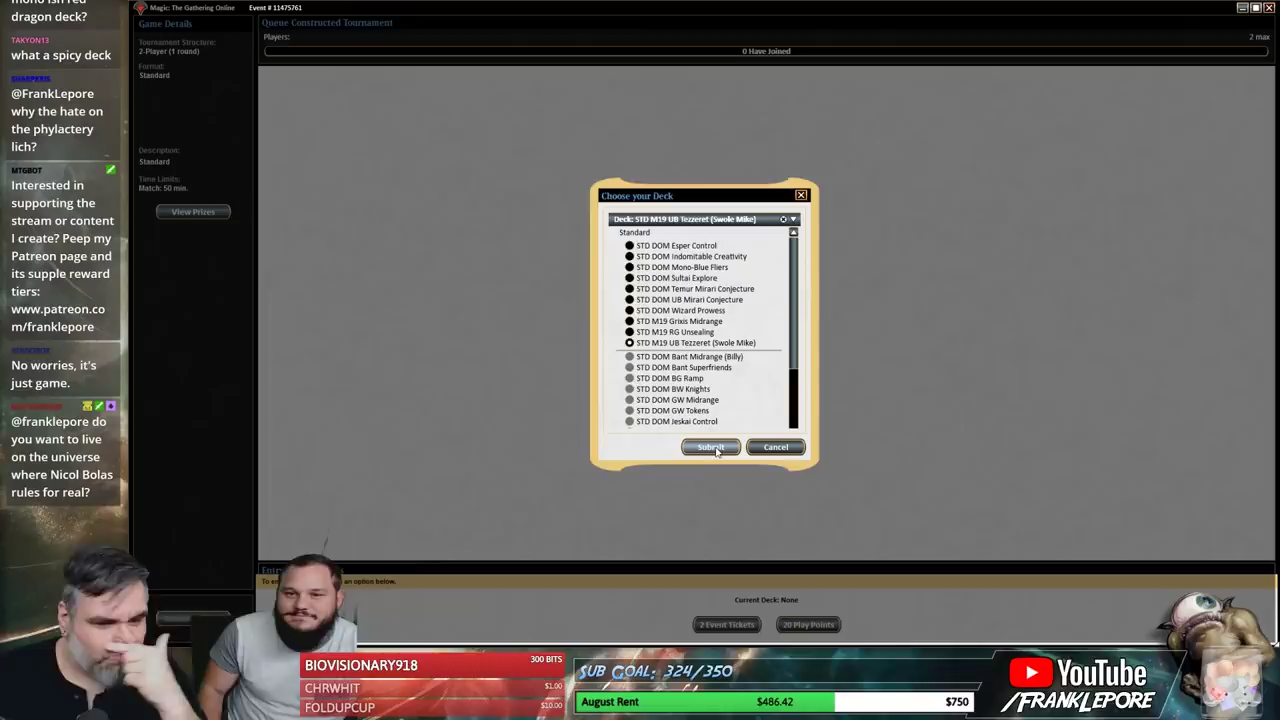 mono ish red
dragon deck?
TAKYON13
what a spicy deck
@FrankLepore
why the hate on
the phylactery
lich?
MTGBOT
Interested in
supporting the
stream or content
I create? Peep my
Patreon page and
its supple reward
tiers:
www.patreon.co
m/franklepore
No worries, it's
just game.
@franklepore do
you want to live
on the universe
where Nicol Bolas
rules for real?
Magic: The Gathering Online
Event # 11475761
Game Details
Tournament Structure:
2-Player (1 round)
Format:
Standard
Description:
Standard
Time Limits:
Match: 50 min.
View Prizes
Queue Constructed Tournament
Players:
2 max
0 Have Joined
Choose your Deck
Deck: STD M19 UB Tezzeret (Swole Mike)
Standard
STD DOM Esper Control
STD DOM Indomitable Creativity
STD DOM Mono-Blue Fliers
STD DOM Sultai Explore
STD DOM Temur Mirari Conjecture
STD DOM UB Mirari Conjecture
STD DOM Wizard Prowess
STD M19 Grixis Midrange
STD M19 RG Unsealing
STD M19 UB Tezzeret (Swole Mike)
STD DOM Bant Midrange (Billy)
STD DOM Bant Superfriends
STD DOM BG Ramp
STD DOM BW Knights
STD DOM GW Midrange
STD DOM GW Tokens
STD DOM Jeskai Control
Submit
Cancel
an option below.
Current Deck: None
2 Event Tickets
20 Play Points
BIOVISIONARY918 300 BITS
CHRWHIT $1.00
FOLDUPCUP $10.00
SUB GOAL: 324/350
August Rent $486.42 $750
YouTube
/FRANKLEPORE